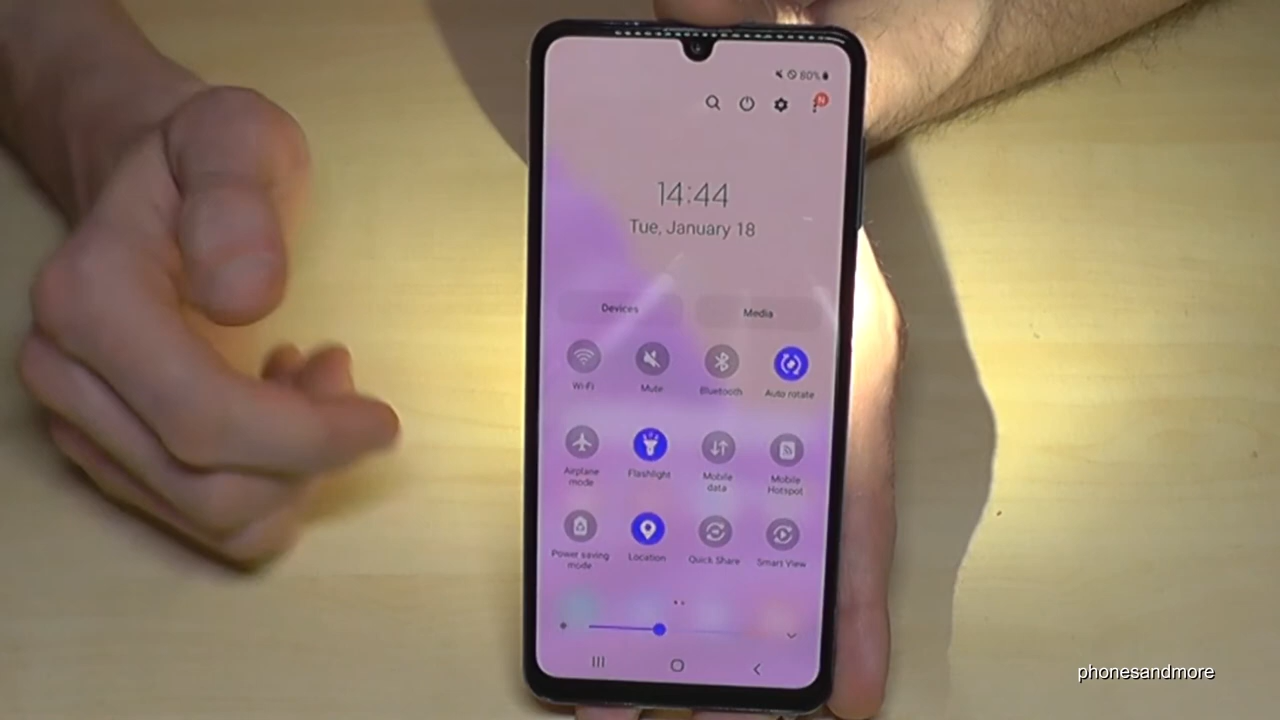 80%
N
14:44
Tue, January 18
Devices
Media
Wi-Fi
Mute
Bluetooth
Auto rotate
Airplane
mode
Flashlight
Mobile
data
Mobile
Hotspot
Power saving
mode
Location
Quick Share
Smart View
phonesandmore